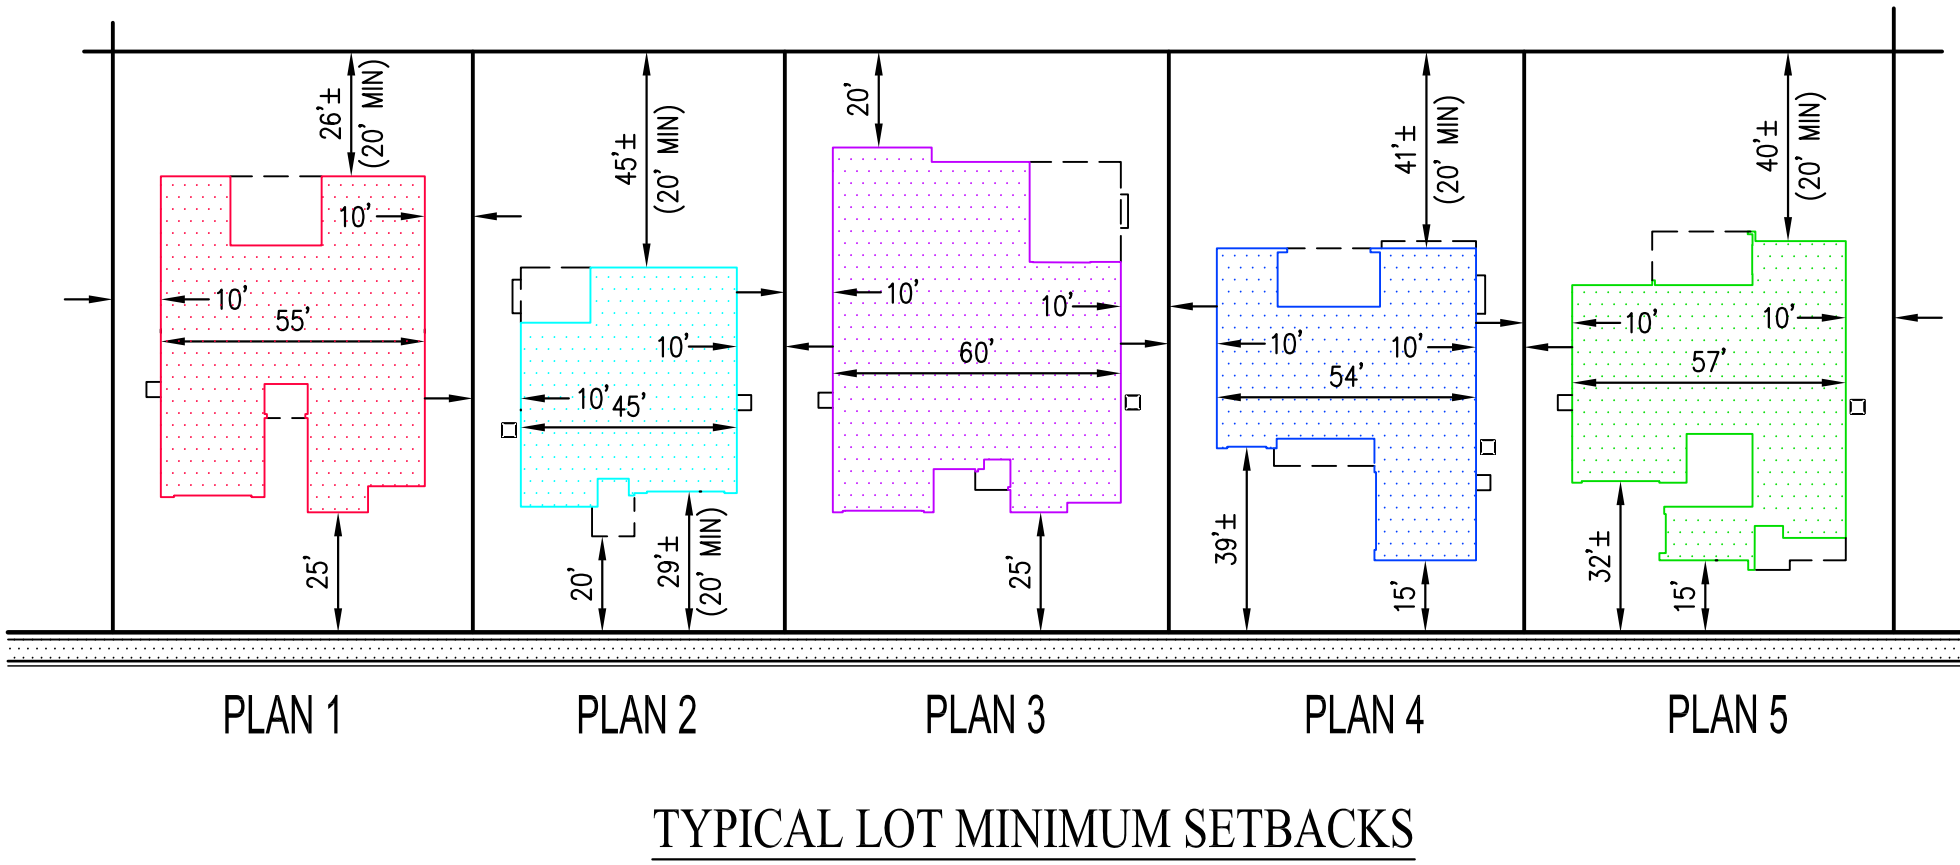 26'±
(20' MIN)
10'
10'
55'
25'
PLAN 1
45'±
(20' MIN)
10'
10'
45'
20'
29'±
(20' MIN)
PLAN 2
20'
10'
10'
60'
25'
PLAN 3
41'±
(20' MIN)
10'
10'
54'
39'±
15'
PLAN 4
40'±
(20' MIN)
10'
10'
57'
32'±
15'
PLAN 5
TYPICAL LOT MINIMUM SETBACKS